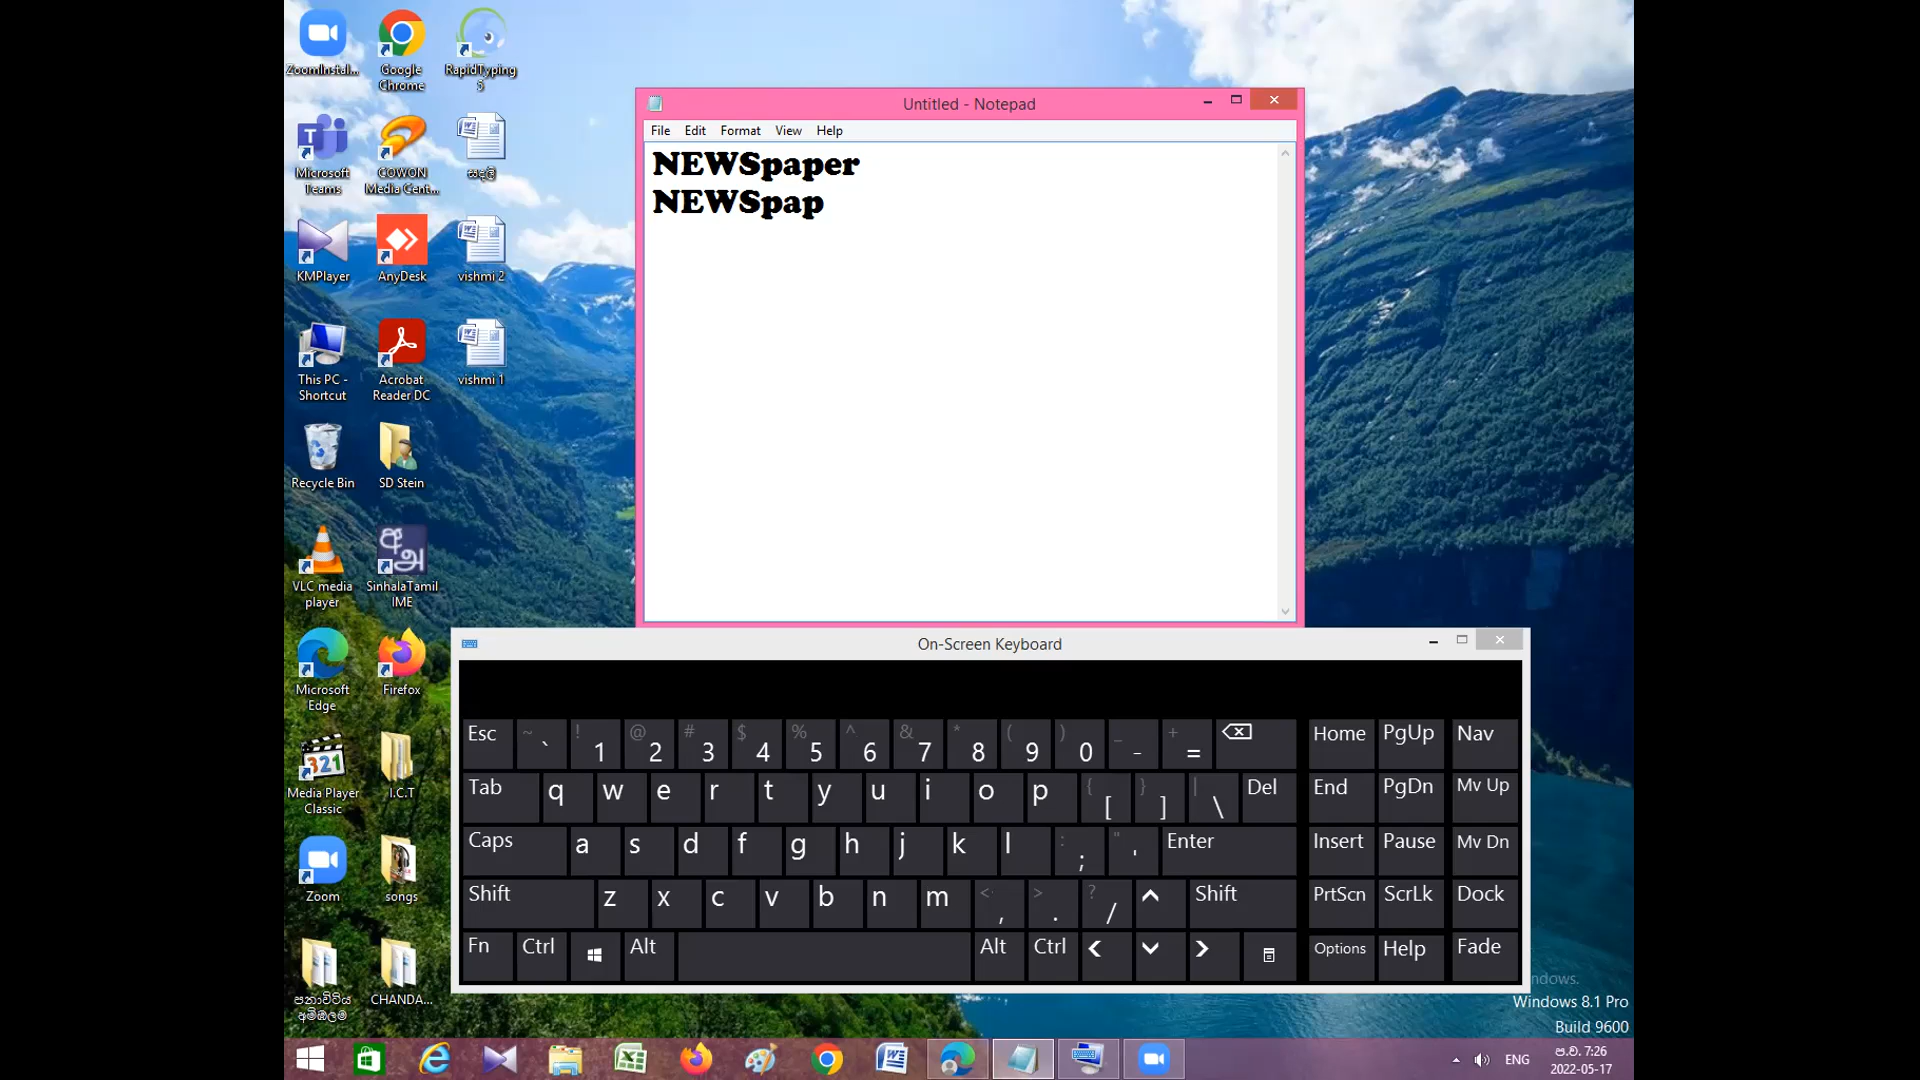 ZoomInstal...
Google Chrome
RapidTyping 5
Microsoft Teams
COWON Media Cent...
සඳලි
KMPlayer
AnyDesk
vishmi 2
This PC - Shortcut
Acrobat Reader DC
vishmi 1
Recycle Bin
SD Stein
VLC media player
SinhalaTamil IME
Microsoft Edge
Firefox
Media Player Classic
I.C.T
Zoom
songs
CHANDA...
Untitled - Notepad
File Edit Format View Help
NEWSpaper
NEWSpap
On-Screen Keyboard
Esc ~ ` ! 1 @ 2 # 3 $ 4 % 5 ^ 6 & 7 * 8 ( 9 ) 0 _ - + = Home PgUp Nav
Tab q w e r t y u i o p { [ } ] | \ Del End PgDn Mv Up
Caps a s d f g h j k l : ; " ' Enter Insert Pause Mv Dn
Shift z x c v b n m < , > . ? / Shift PrtScn ScrLk Dock
Fn Ctrl Alt Alt Ctrl Options Help Fade
ndows.
Windows 8.1 Pro
Build 9600
ENG
ප.ව. 7:26
2022-05-17